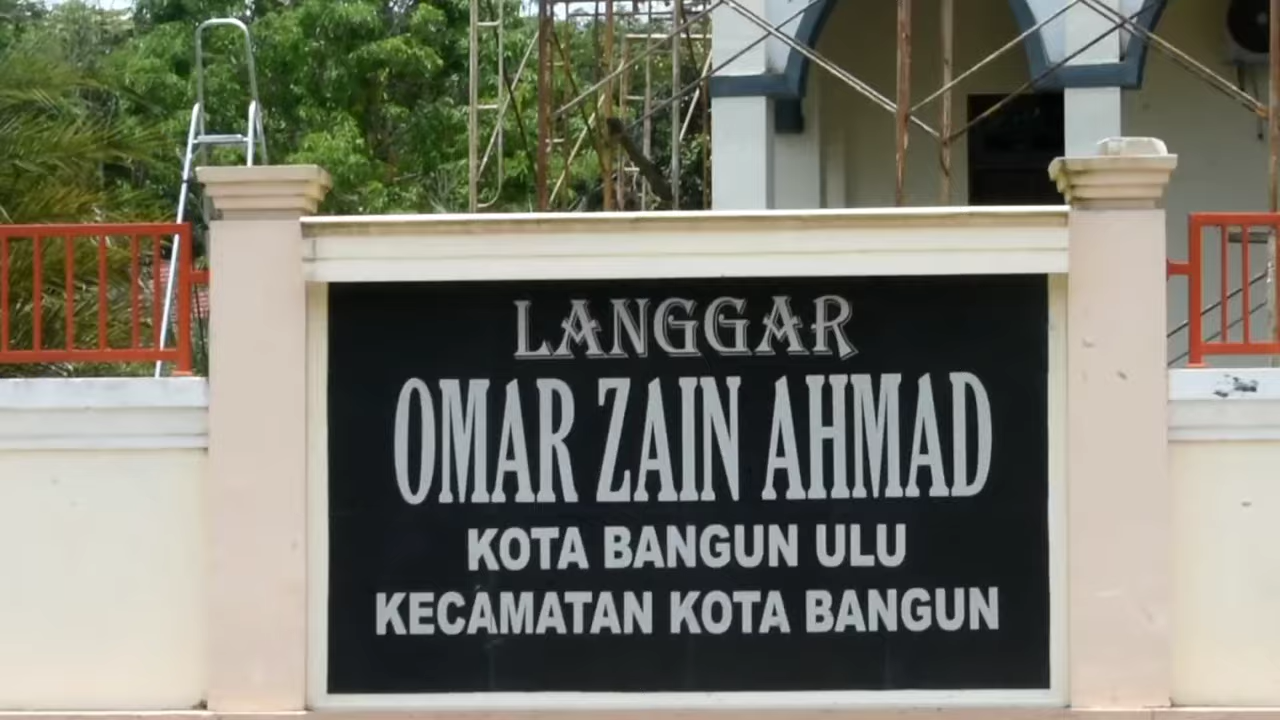 LANGGAR
OMAR ZAIN AHMAD
KOTA BANGUN ULU
KECAMATAN KOTA BANGUN